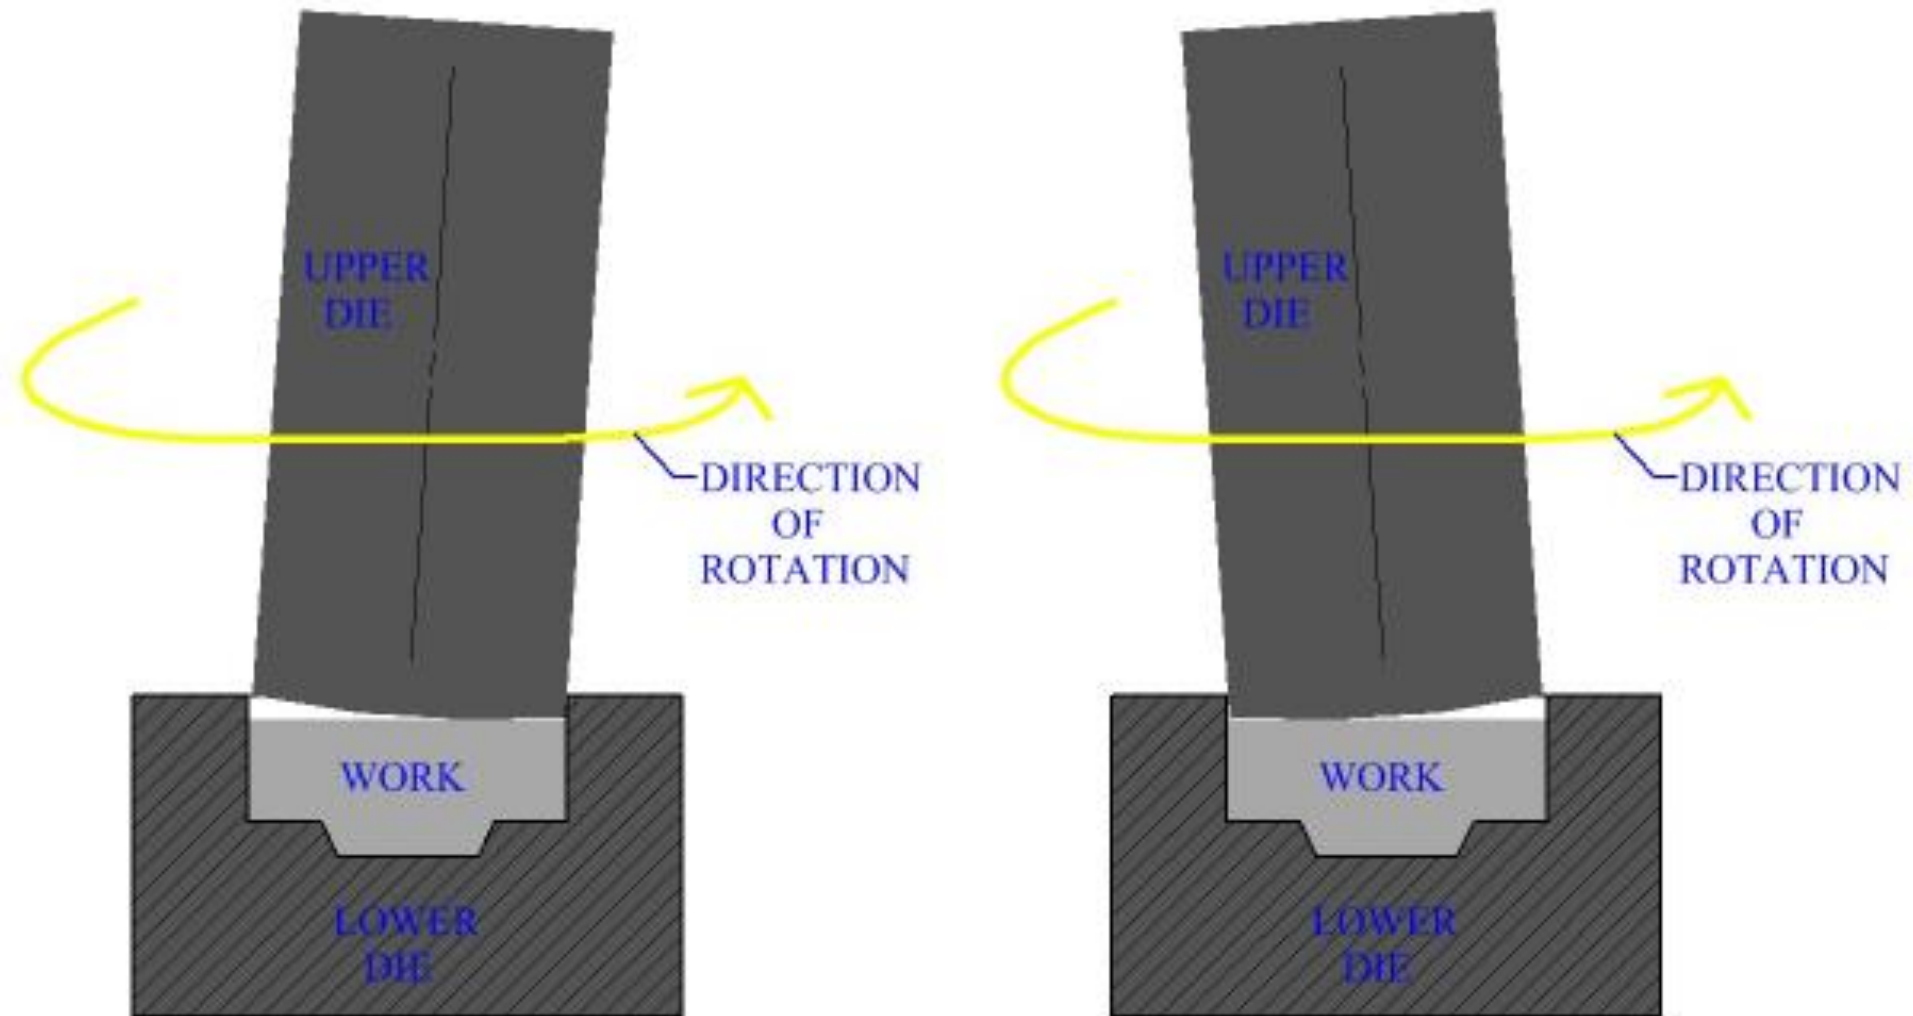 UPPER
DIE
DIRECTION
OF
ROTATION
WORK
LOWER
DIE
UPPER
DIE
DIRECTION
OF
ROTATION
WORK
LOWER
DIE